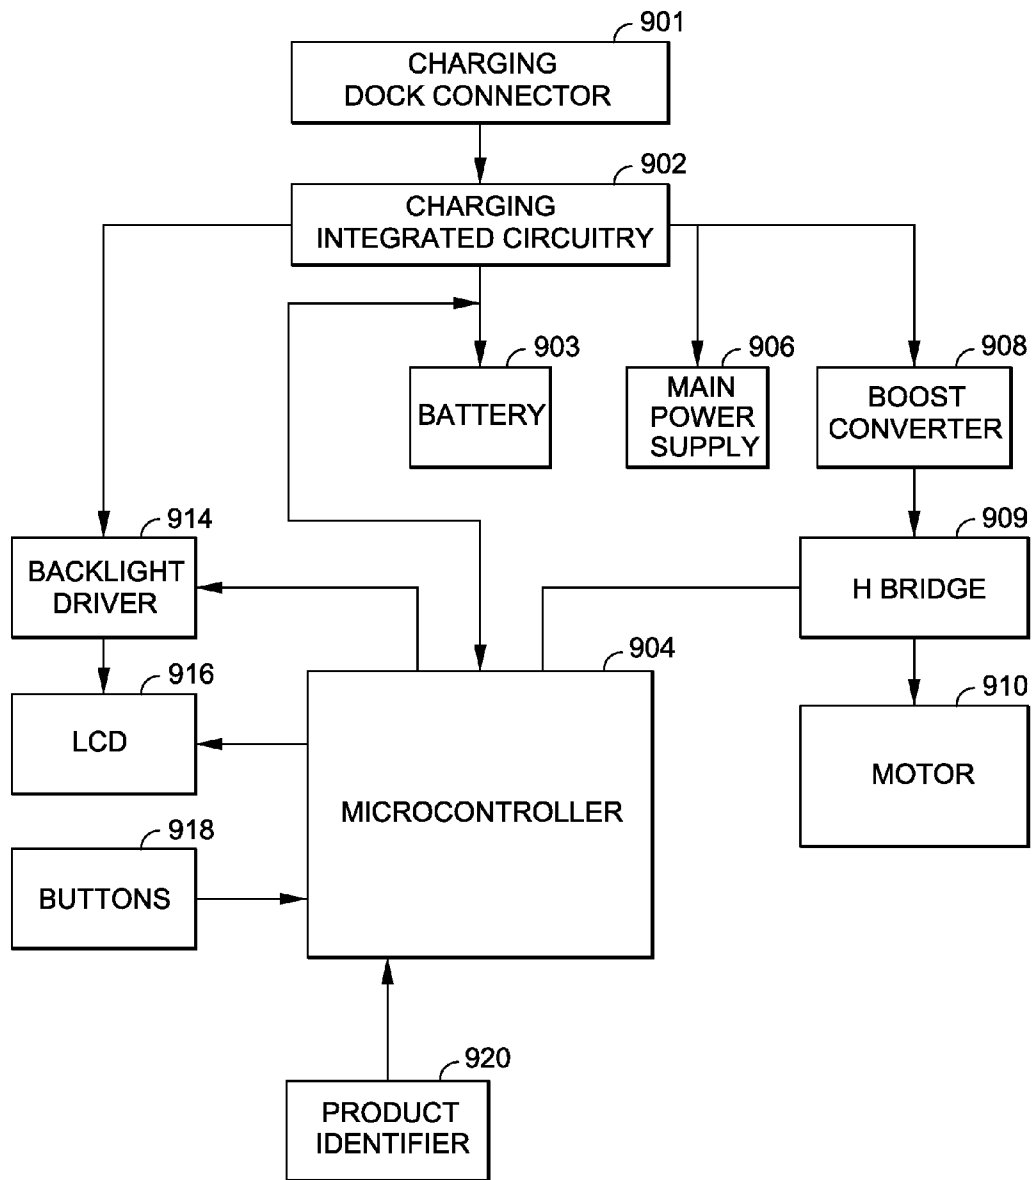 901
CHARGING
DOCK CONNECTOR
902
CHARGING
INTEGRATED CIRCUITRY
903
BATTERY
906
MAIN
POWER
SUPPLY
908
BOOST
CONVERTER
914
BACKLIGHT
DRIVER
909
H BRIDGE
916
LCD
904
MICROCONTROLLER
910
MOTOR
918
BUTTONS
920
PRODUCT
IDENTIFIER